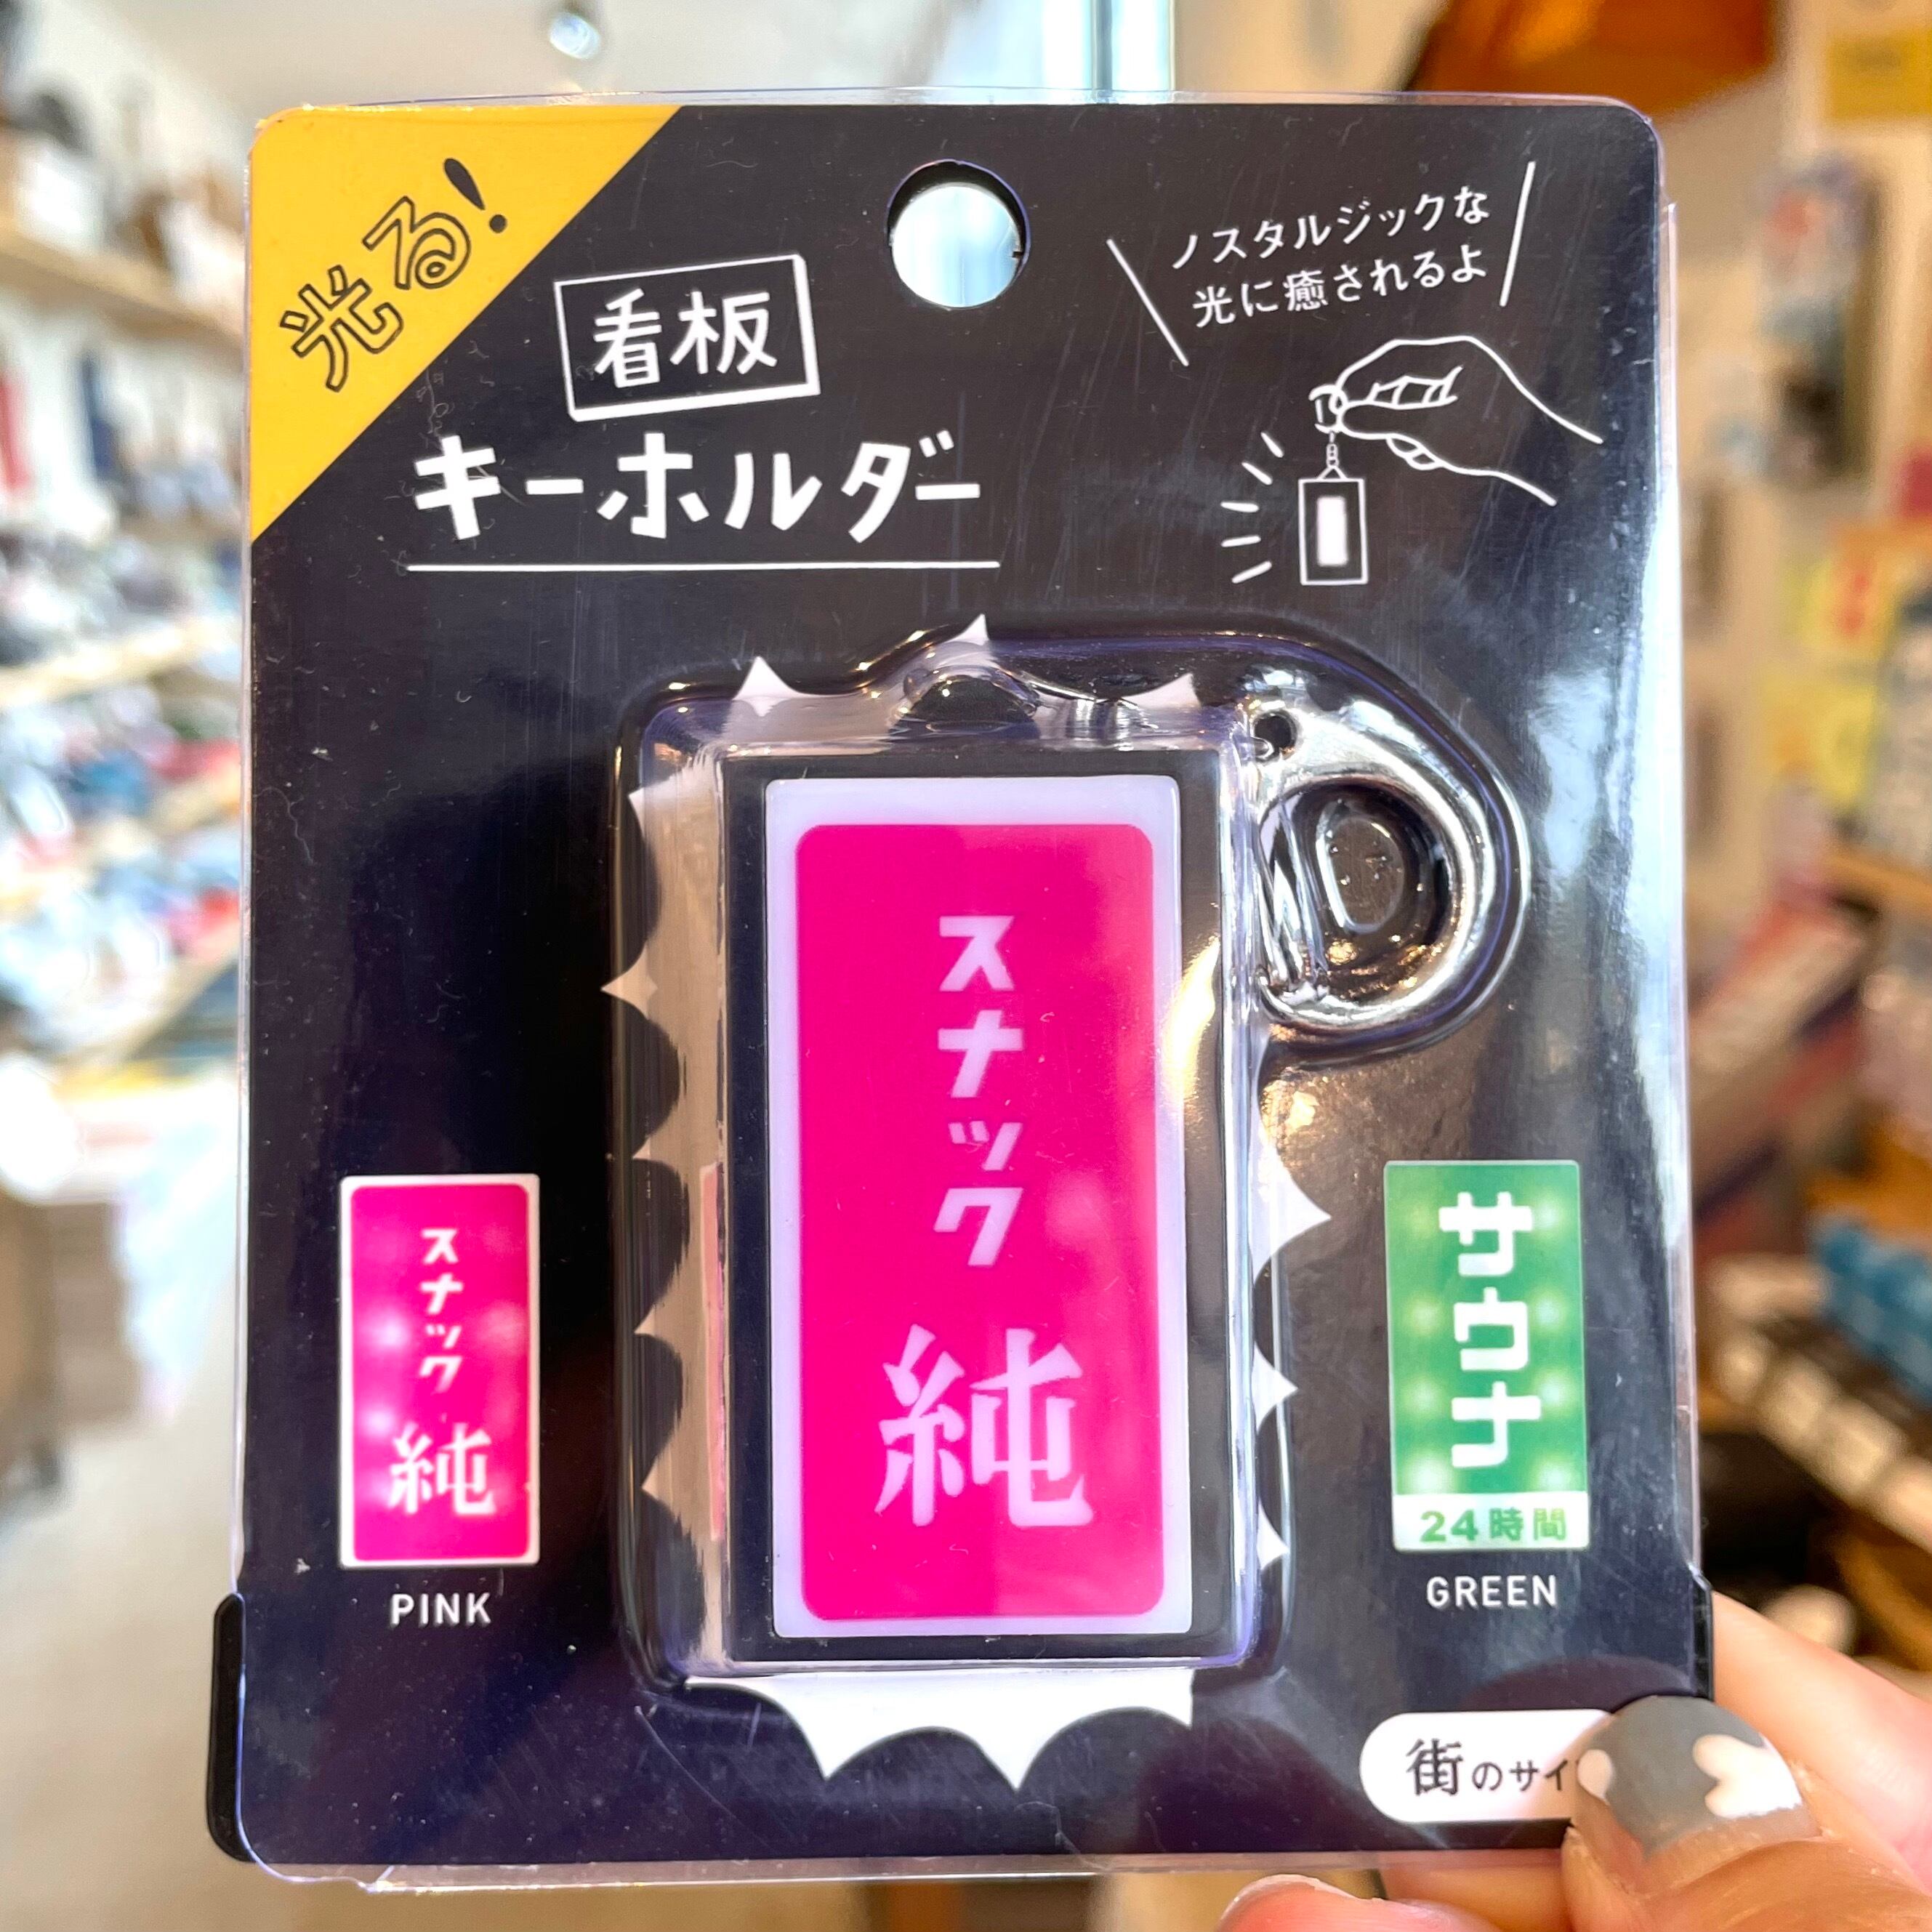 光る!
看板
キーホルダー
ノスタルジックな
光に癒されるよ
スナック 純
スナック 純
PINK
サウナ
24時間
GREEN
街のサイ